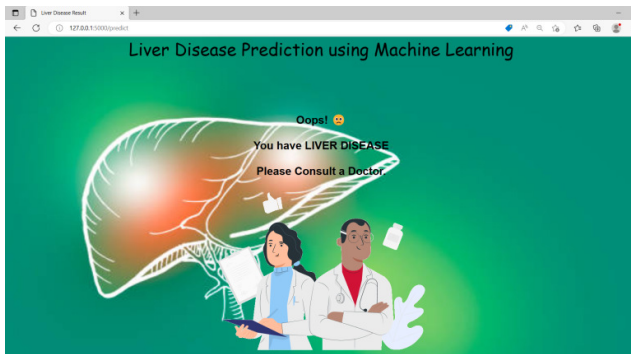 Liver Disease Result
127.0.0.1:5000/predict
Liver Disease Prediction using Machine Learning
Oops! 😕
You have LIVER DISEASE
Please Consult a Doctor.